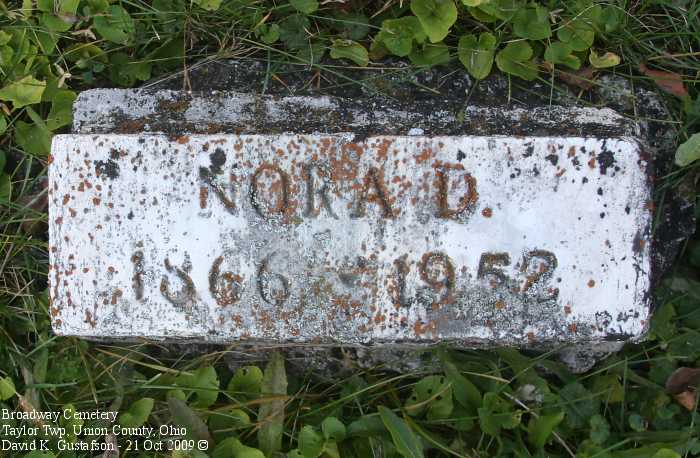 NORA D.
1866 - 1952
Broadway Cemetery
Taylor Twp, Union County, Ohio
David K. Gustafson - 21 Oct 2009 ©